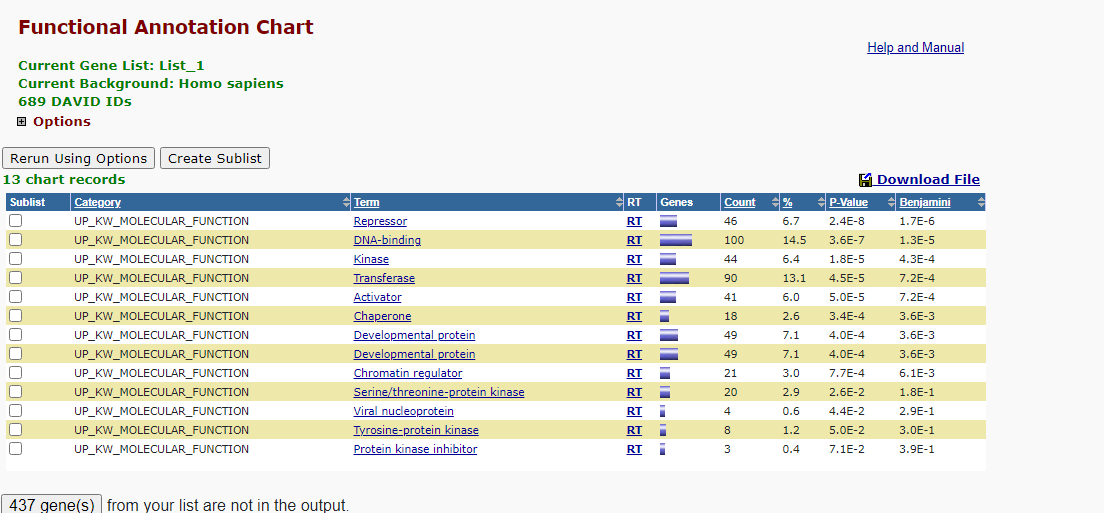 Functional Annotation Chart
Help and Manual
Current Gene List: List_1
Current Background: Homo sapiens
689 DAVID IDs
Options
Rerun Using Options Create Sublist
13 chart records Download File
Sublist Category Term RT Genes Count % P-Value Benjamini
UP_KW_MOLECULAR_FUNCTION Repressor RT 46 6.7 2.4E-8 1.7E-6
UP_KW_MOLECULAR_FUNCTION DNA-binding RT 100 14.5 3.6E-7 1.3E-5
UP_KW_MOLECULAR_FUNCTION Kinase RT 44 6.4 1.8E-5 4.3E-4
UP_KW_MOLECULAR_FUNCTION Transferase RT 90 13.1 4.5E-5 7.2E-4
UP_KW_MOLECULAR_FUNCTION Activator RT 41 6.0 5.0E-5 7.2E-4
UP_KW_MOLECULAR_FUNCTION Chaperone RT 18 2.6 3.4E-4 3.6E-3
UP_KW_MOLECULAR_FUNCTION Developmental protein RT 49 7.1 4.0E-4 3.6E-3
UP_KW_MOLECULAR_FUNCTION Developmental protein RT 49 7.1 4.0E-4 3.6E-3
UP_KW_MOLECULAR_FUNCTION Chromatin regulator RT 21 3.0 7.7E-4 6.1E-3
UP_KW_MOLECULAR_FUNCTION Serine/threonine-protein kinase RT 20 2.9 2.6E-2 1.8E-1
UP_KW_MOLECULAR_FUNCTION Viral nucleoprotein RT 4 0.6 4.4E-2 2.9E-1
UP_KW_MOLECULAR_FUNCTION Tyrosine-protein kinase RT 8 1.2 5.0E-2 3.0E-1
UP_KW_MOLECULAR_FUNCTION Protein kinase inhibitor RT 3 0.4 7.1E-2 3.9E-1
437 gene(s) from your list are not in the output.